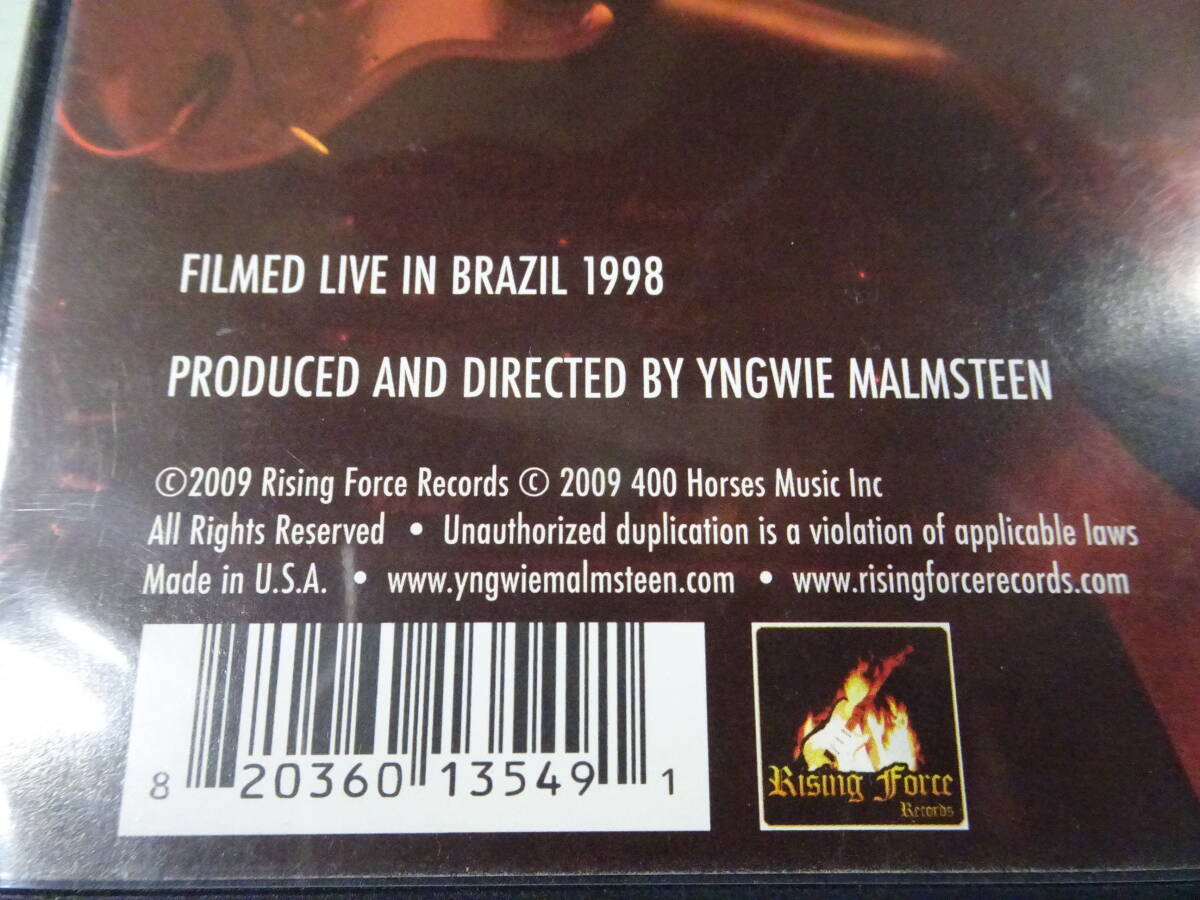 FILMED LIVE IN BRAZIL 1998
PRODUCED AND DIRECTED BY YNGWIE MALMSTEEN
©2009 Rising Force Records © 2009 400 Horses Music Inc
All Rights Reserved • Unauthorized duplication is a violation of applicable laws
Made in U.S.A. • www.yngwiemalmsteen.com • www.risingforcerecords.com
8 20360 13549 1
Rising Force
Records